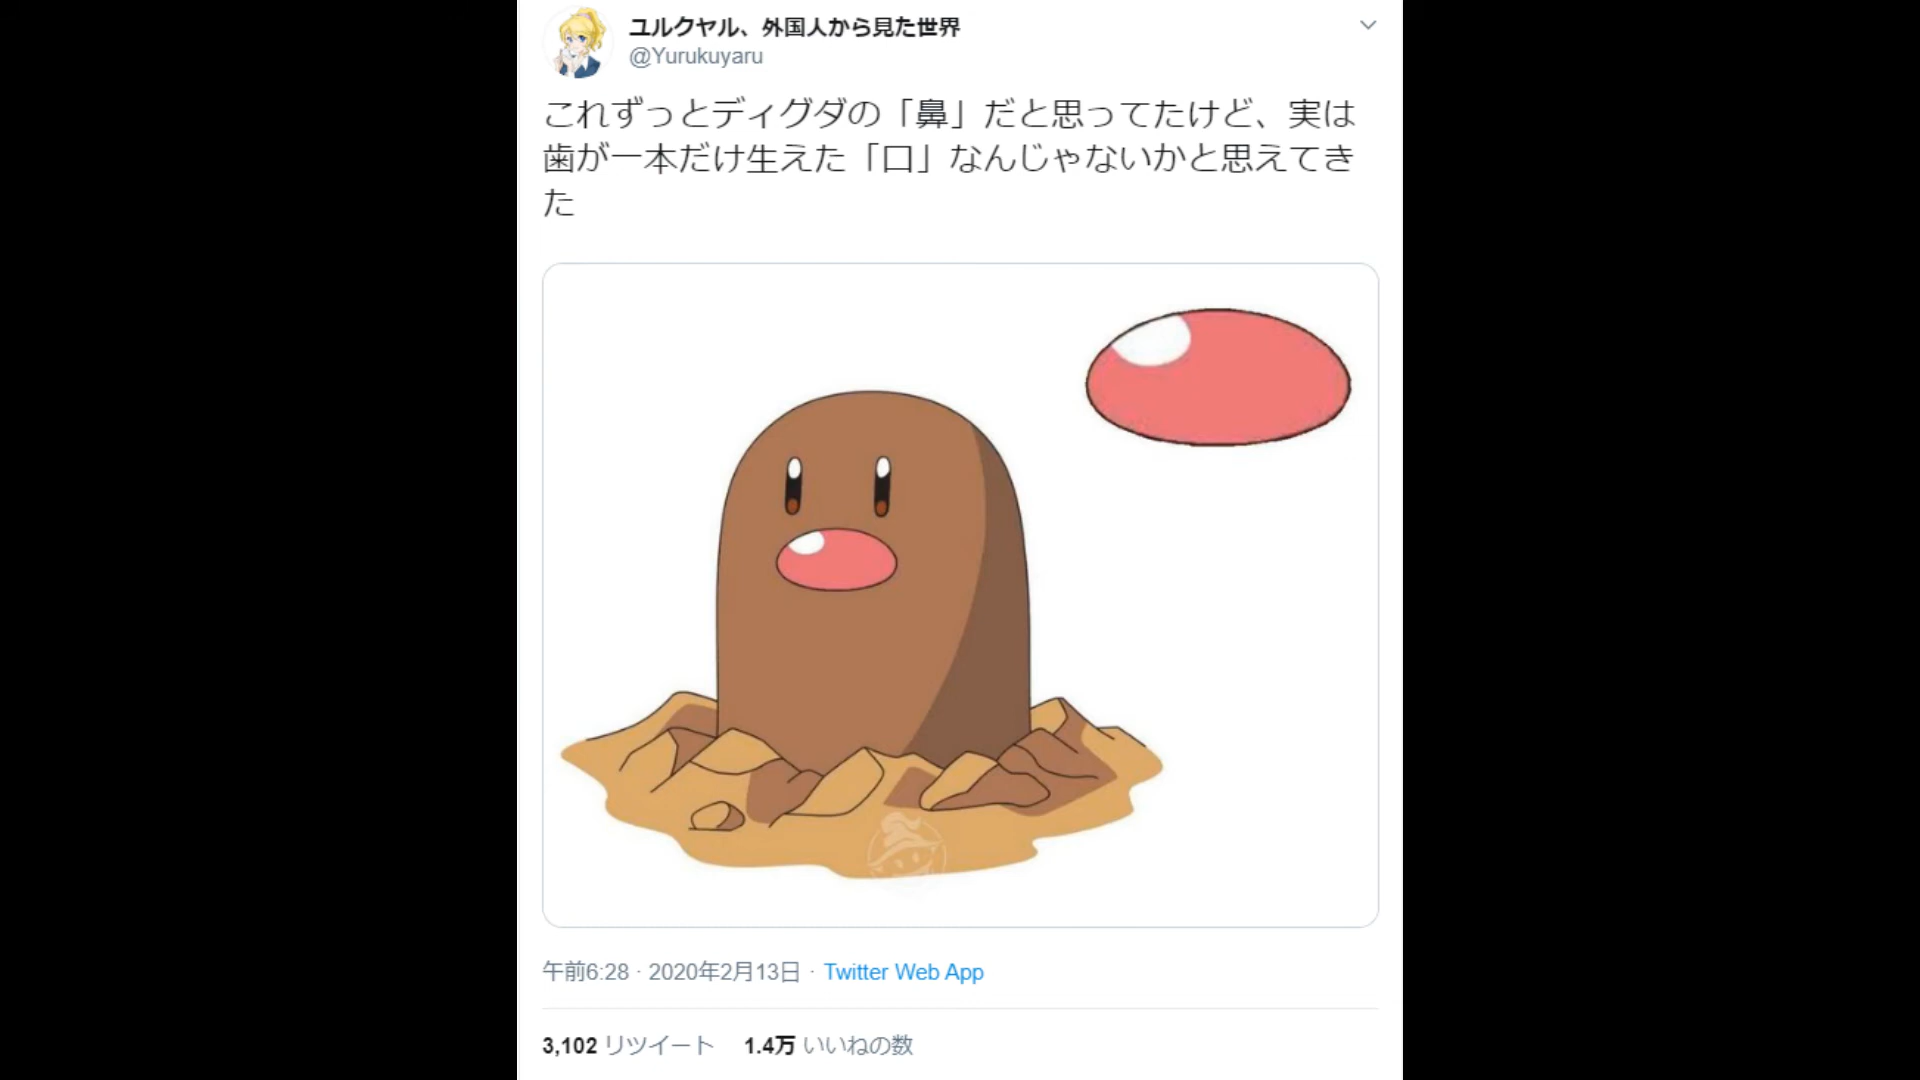 ユルクヤル、外国人から見た世界
@Yurukuyaru
これずっとディグダの「鼻」だと思ってたけど、実は
歯が一本だけ生えた「口」なんじゃないかと思えてき
た
午前6:28 · 2020年2月13日 · Twitter Web App
3,102 リツイート 1.4万 いいねの数